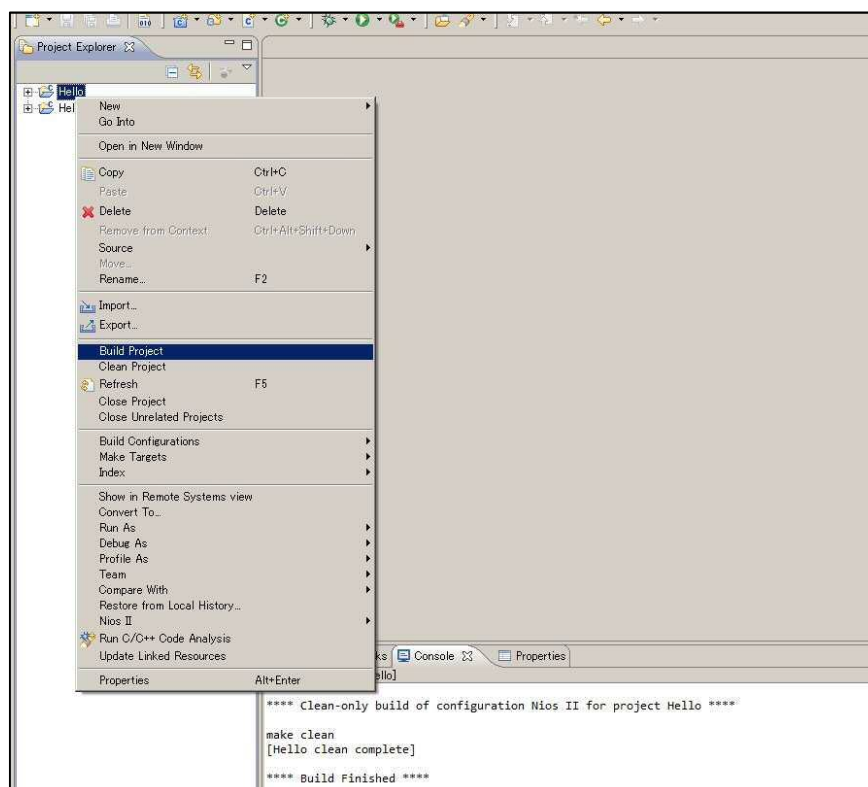 Project Explorer
Hello
Hel
New
Go Into
Open in New Window
Copy Ctrl+C
Paste Ctrl+V
Delete Delete
Remove from Context Ctrl+Alt+Shift+Down
Source
Move...
Rename... F2
Import...
Export...
Build Project
Clean Project
Refresh F5
Close Project
Close Unrelated Projects
Build Configurations
Make Targets
Index
Show in Remote Systems view
Convert To...
Run As
Debug As
Profile As
Team
Compare With
Restore from Local History...
Nios II
Run C/C++ Code Analysis
Update Linked Resources
Properties Alt+Enter
ks Console Properties
ello]
**** Clean-only build of configuration Nios II for project Hello ****
make clean
[Hello clean complete]
**** Build Finished ****